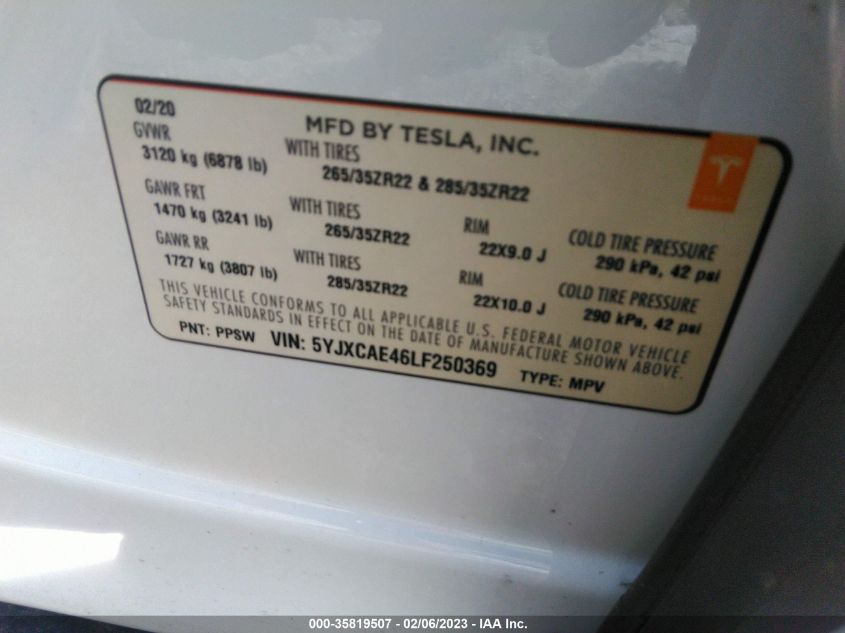 02/20
MFD BY TESLA, INC.
GVWR
3120 kg (6878 lb)
WITH TIRES
265/35ZR22 & 285/35ZR22
TESLA
GAWR FRT
1470 kg (3241 lb)
WITH TIRES
265/35ZR22
RIM
22X9.0 J
COLD TIRE PRESSURE
290 kPa, 42 psi
GAWR RR
1727 kg (3807 lb)
WITH TIRES
285/35ZR22
RIM
22X10.0 J
COLD TIRE PRESSURE
290 kPa, 42 psi
THIS VEHICLE CONFORMS TO ALL APPLICABLE U.S. FEDERAL MOTOR VEHICLE
SAFETY STANDARDS IN EFFECT ON THE DATE OF MANUFACTURE SHOWN ABOVE.
PNT: PPSW VIN: 5YJXCAE46LF250369 TYPE: MPV
000-35819507 - 02/06/2023 - IAA Inc.